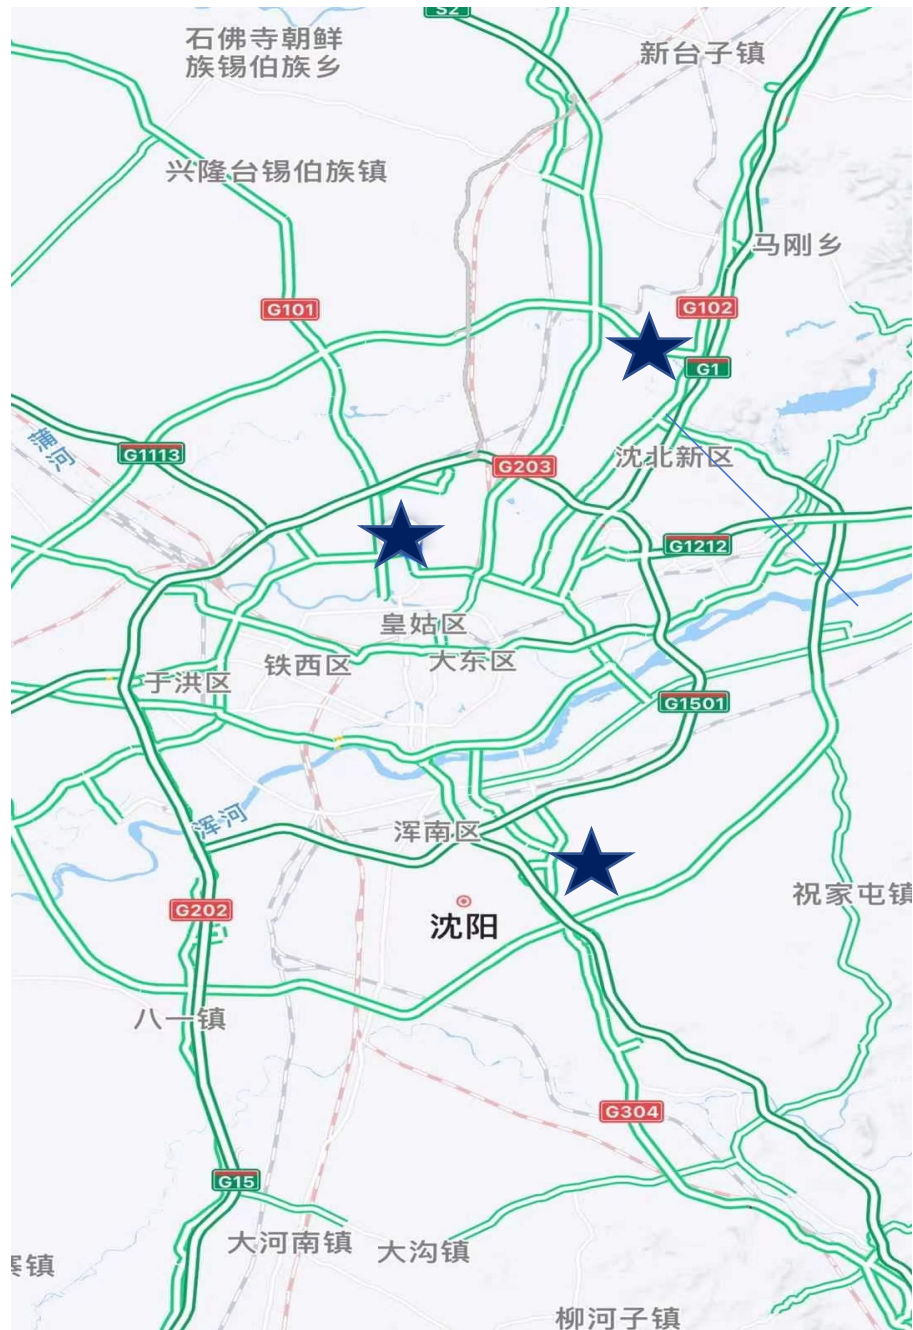 S2
石佛寺朝鲜
族锡伯族乡
新台子镇
兴隆台锡伯族镇
马刚乡
G101
G102
G1
蒲河
G1113
G203
沈北新区
G1212
皇姑区
铁西区
大东区
于洪区
G1501
浑河
浑南区
祝家屯镇
G202
沈阳
八一镇
G304
G15
大河南镇
大沟镇
寨镇
柳河子镇